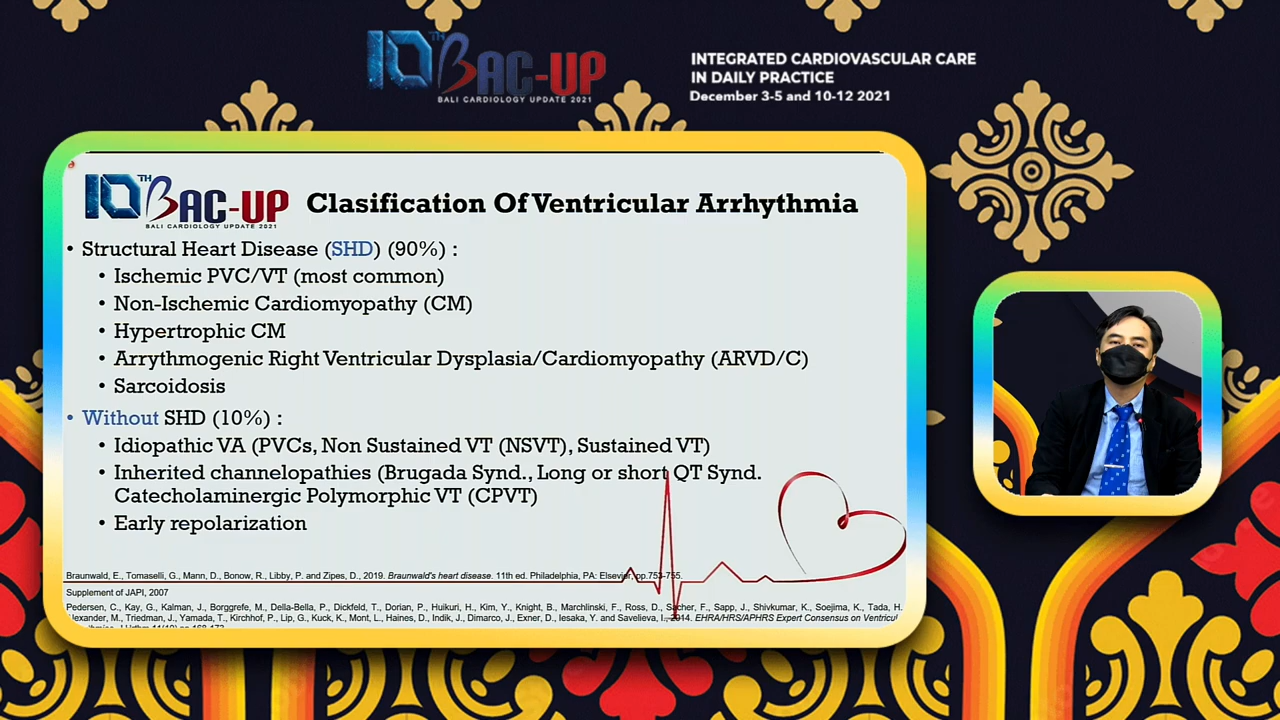 10TH BAC-UP
BALI CARDIOLOGY UPDATE 2021
INTEGRATED CARDIOVASCULAR CARE
IN DAILY PRACTICE
December 3-5 and 10-12 2021
10TH BAC-UP
BALI CARDIOLOGY UPDATE 2021
Clasification Of Ventricular Arrhythmia
• Structural Heart Disease (SHD) (90%) :
• Ischemic PVC/VT (most common)
• Non-Ischemic Cardiomyopathy (CM)
• Hypertrophic CM
• Arrythmogenic Right Ventricular Dysplasia/Cardiomyopathy (ARVD/C)
• Sarcoidosis
• Without SHD (10%) :
• Idiopathic VA (PVCs, Non Sustained VT (NSVT), Sustained VT)
• Inherited channelopathies (Brugada Synd., Long or short QT Synd.
Catecholaminergic Polymorphic VT (CPVT)
• Early repolarization
Braunwald, E., Tomaselli, G., Mann, D., Bonow, R., Libby, P. and Zipes, D., 2019. Braunwald's heart disease. 11th ed. Philadelphia, PA: Elsevier, pp.753-755.
Supplement of JAPI, 2007
Pedersen, C., Kay, G., Kalman, J., Borggrefe, M., Della-Bella, P., Dickfeld, T., Dorian, P., Huikuri, H., Kim, Y., Knight, B., Marchlinski, F., Ross, D., Sacher, F., Sapp, J., Shivkumar, K., Soejima, K., Tada, H.
Alexander, M., Triedman, J., Yamada, T., Kirchhof, P., Lip, G., Kuck, K., Mont, L., Haines, D., Indik, J., Dimarco, J., Exner, D., Iesaka, Y. and Savelieva, I., 2014. EHRA/HRS/APHRS Expert Consensus on Ventricul